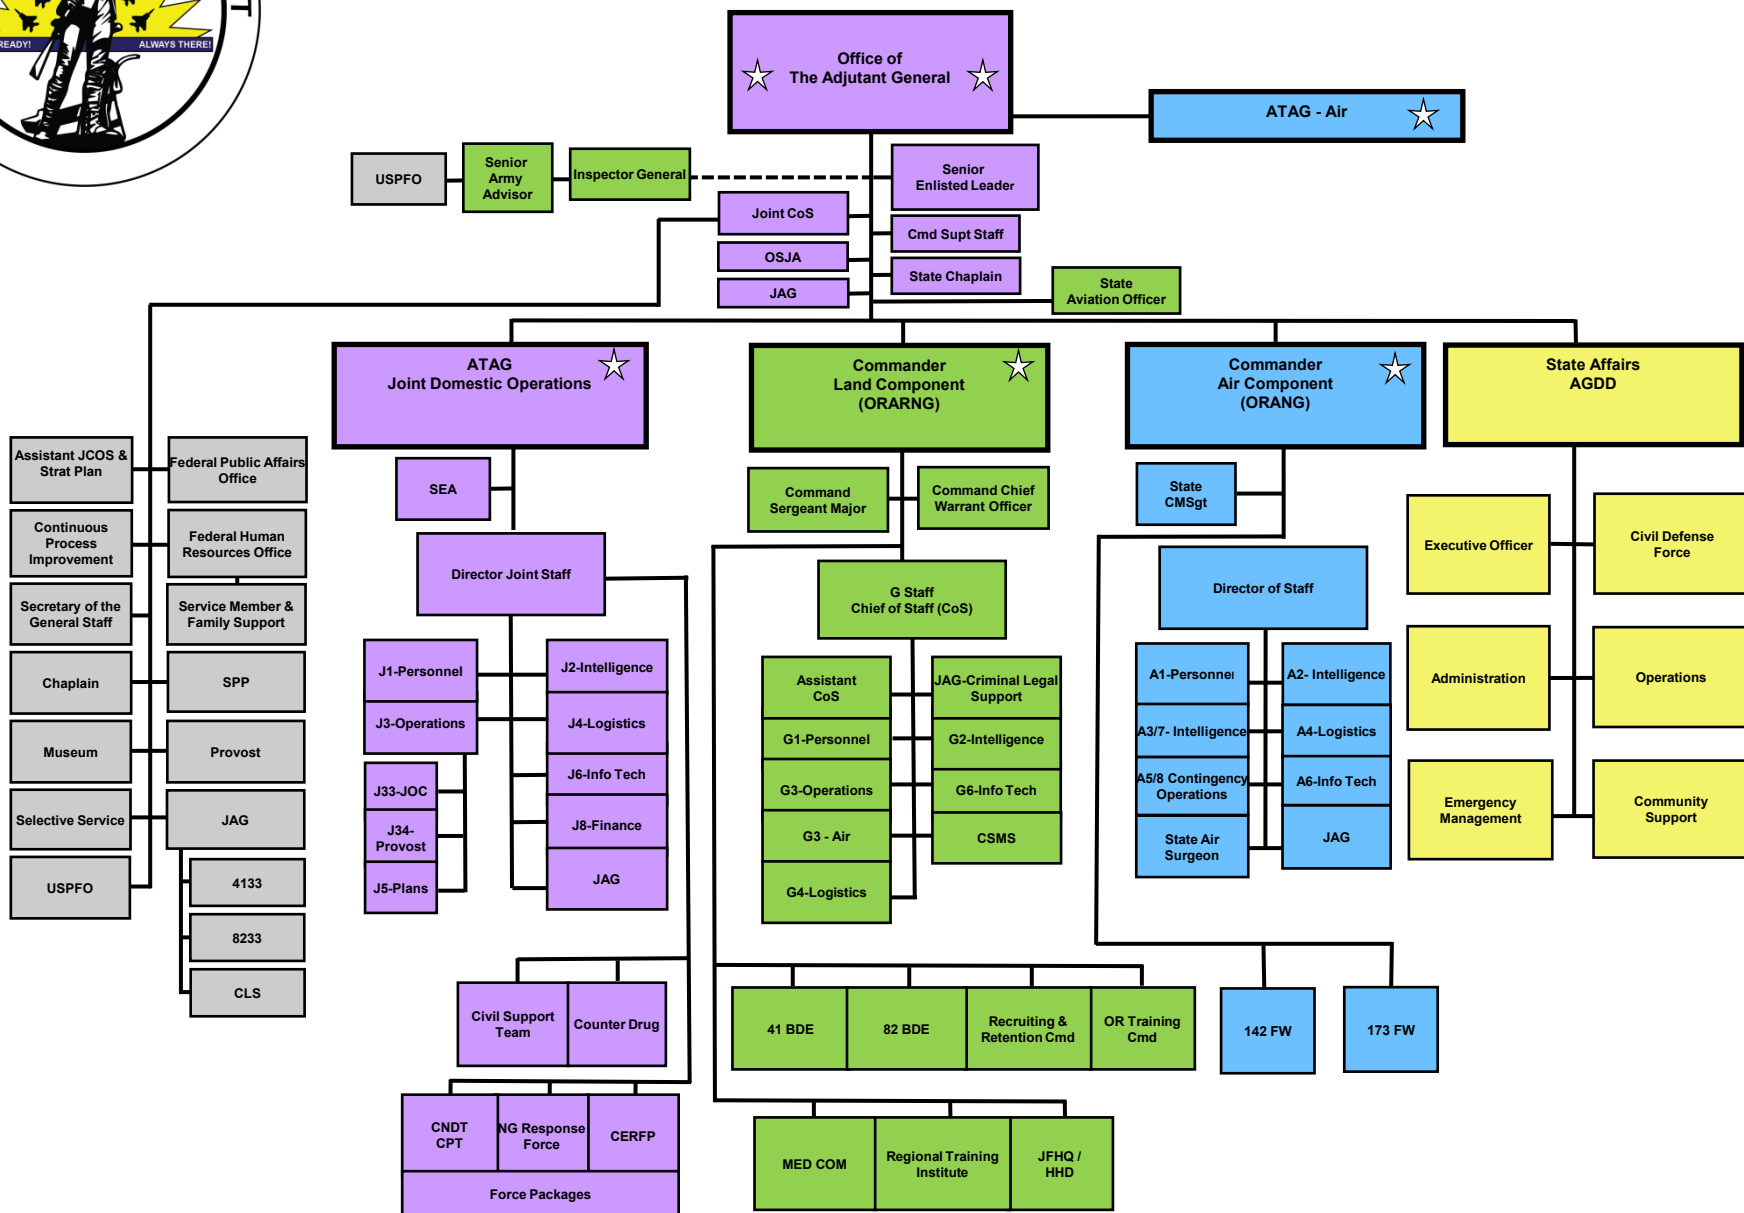 T
READY!
ALWAYS THERE!
Office of
The Adjutant General
ATAG - Air
USPFO
Senior
Army
Advisor
Inspector General
Senior
Enlisted Leader
Joint CoS
Cmd Supt Staff
OSJA
State Chaplain
JAG
State
Aviation Officer
ATAG
Joint Domestic Operations
Commander
Land Component
(ORARNG)
Commander
Air Component
(ORANG)
State Affairs
AGDD
Assistant JCOS &
Strat Plan
Federal Public Affairs
Office
Continuous
Process
Improvement
Federal Human
Resources Office
Secretary of the
General Staff
Service Member &
Family Support
Chaplain
SPP
Museum
Provost
Selective Service
JAG
USPFO
4133
8233
CLS
SEA
Director Joint Staff
J1-Personnel
J2-Intelligence
J3-Operations
J4-Logistics
J33-JOC
J6-Info Tech
J34-
Provost
J8-Finance
J5-Plans
JAG
Civil Support
Team
Counter Drug
CNDT
CPT
NG Response
Force
CERFP
Force Packages
Command
Sergeant Major
Command Chief
Warrant Officer
G Staff
Chief of Staff (CoS)
Assistant
CoS
JAG-Criminal Legal
Support
G1-Personnel
G2-Intelligence
G3-Operations
G6-Info Tech
G3 - Air
CSMS
G4-Logistics
41 BDE
82 BDE
Recruiting &
Retention Cmd
OR Training
Cmd
MED COM
Regional Training
Institute
JFHQ /
HHD
State
CMSgt
Director of Staff
A1-Personnel
A2- Intelligence
A3/7- Intelligence
A4-Logistics
A5/8 Contingency
Operations
A6-Info Tech
State Air
Surgeon
JAG
142 FW
173 FW
Executive Officer
Civil Defense
Force
Administration
Operations
Emergency
Management
Community
Support